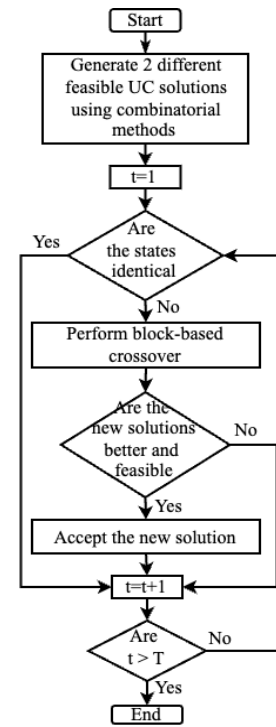 Start
Generate 2 different
feasible UC solutions
using combinatorial
methods
t=1
Are
the states
identical
Yes
No
Perform block-based
crossover
Are the
new solutions
better and
feasible
No
Yes
Accept the new solution
t=t+1
Are
t > T
No
Yes
End